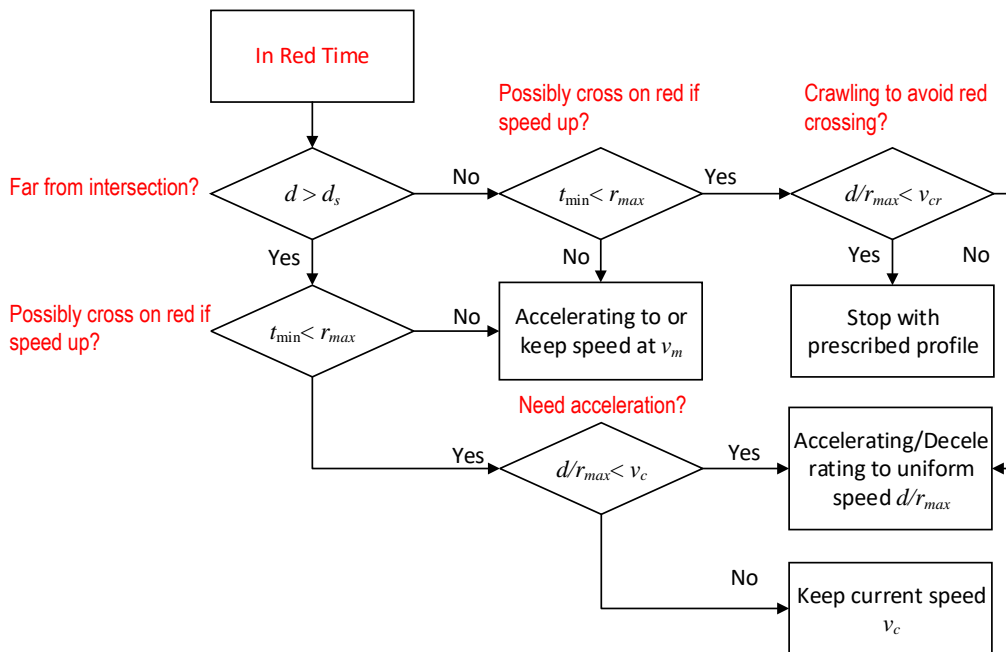 In Red Time
Possibly cross on red if
speed up?
Crawling to avoid red
crossing?
Far from intersection?
d > ds
No
tmin< rmax
Yes
d/rmax< vcr
Yes
No
Yes
No
Possibly cross on red if
speed up?
tmin< rmax
No
Accelerating to or
keep speed at vm
Stop with
prescribed profile
Need acceleration?
Yes
d/rmax< vc
Yes
Accelerating/Decele
rating to uniform
speed d/rmax
No
Keep current speed
vc